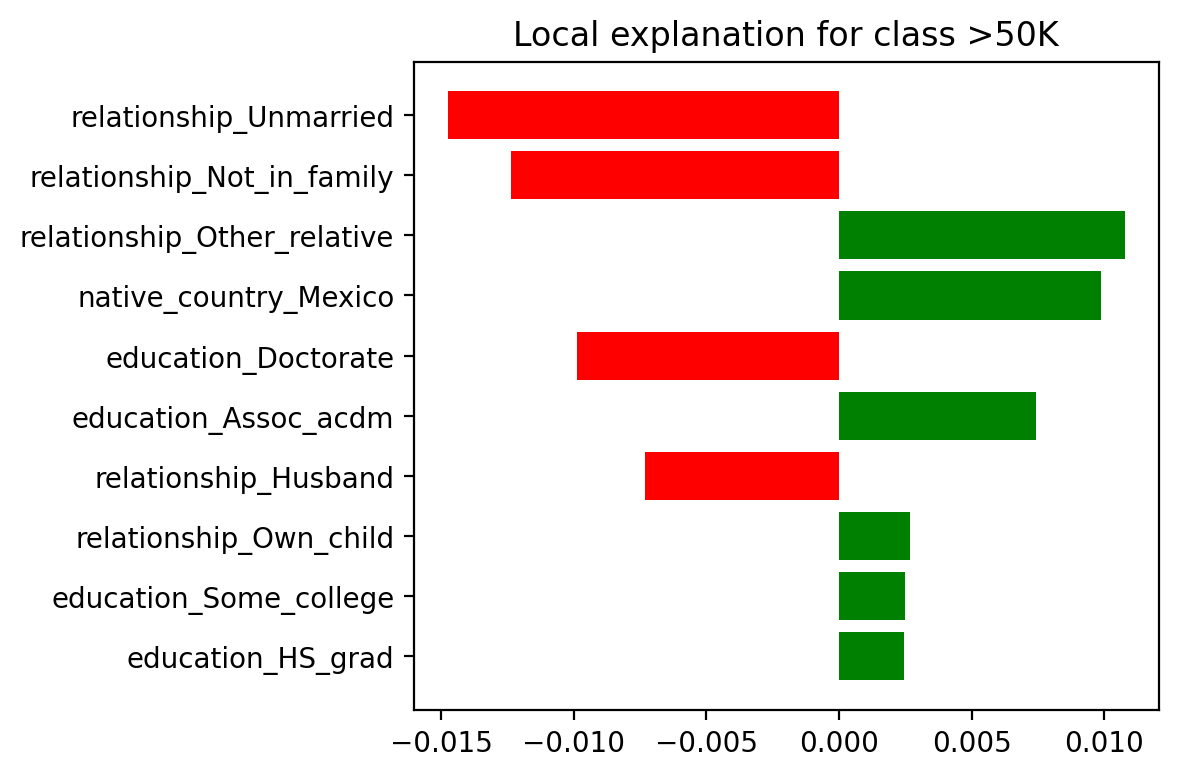 Local explanation for class >50K
relationship_Unmarried
relationship_Not_in_family
relationship_Other_relative
native_country_Mexico
education_Doctorate
education_Assoc_acdm
relationship_Husband
relationship_Own_child
education_Some_college
education_HS_grad
−0.015 −0.010 −0.005 0.000 0.005 0.010